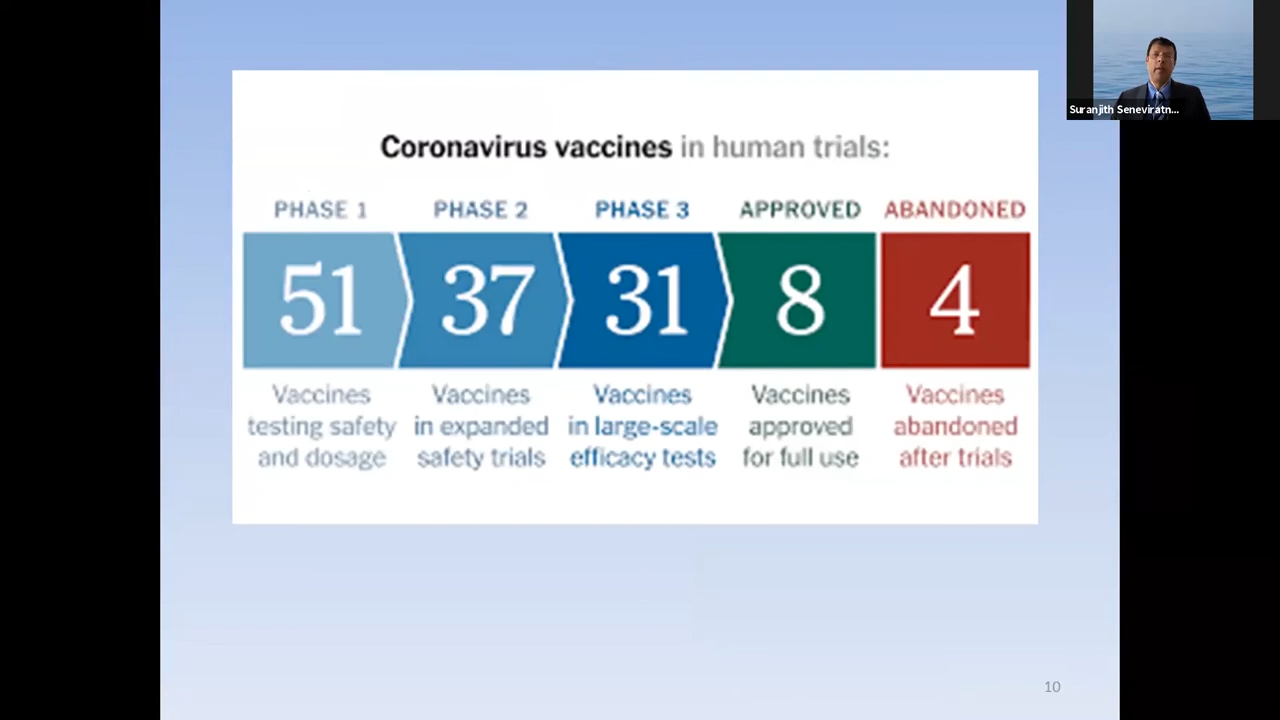 Suranjith Seneviratn...
Coronavirus vaccines in human trials:
PHASE 1 PHASE 2 PHASE 3 APPROVED ABANDONED
51 37 31 8 4
Vaccines Vaccines Vaccines Vaccines Vaccines
testing safety in expanded in large-scale approved abandoned
and dosage safety trials efficacy tests for full use after trials
10